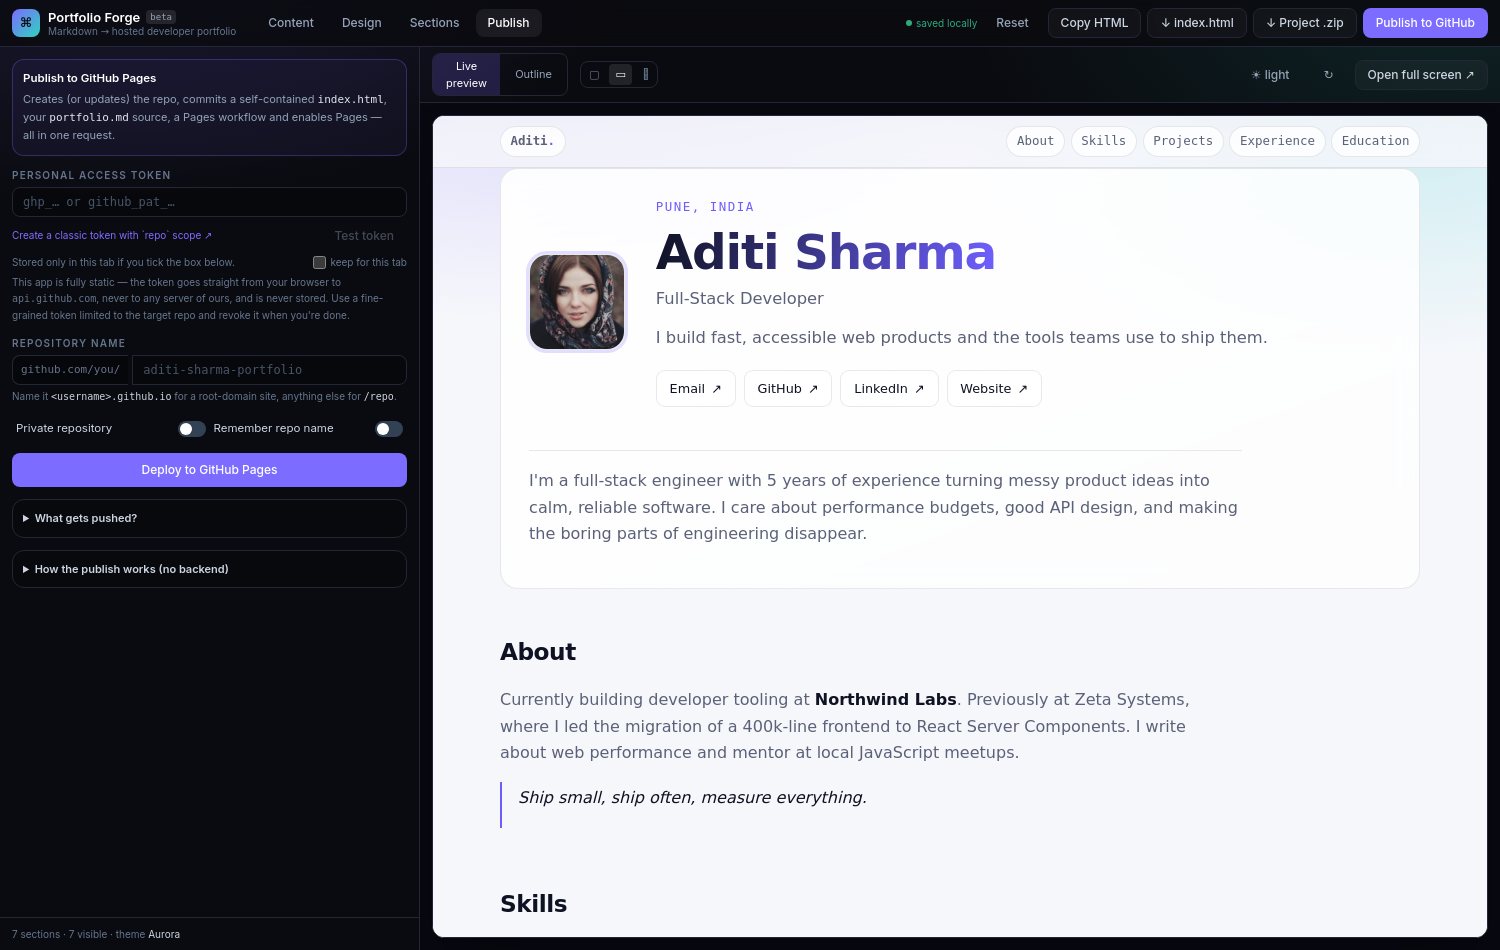 ⌘ Portfolio Forge beta
Markdown → hosted developer portfolio
Content Design Sections Publish
saved locally Reset Copy HTML ↓ index.html ↓ Project .zip Publish to GitHub
Publish to GitHub Pages
Creates (or updates) the repo, commits a self-contained index.html,
your portfolio.md source, a Pages workflow and enables Pages —
all in one request.
PERSONAL ACCESS TOKEN
ghp_… or github_pat_…
Create a classic token with `repo` scope ↗ Test token
Stored only in this tab if you tick the box below. keep for this tab
This app is fully static — the token goes straight from your browser to
api.github.com, never to any server of ours, and is never stored. Use a fine-
grained token limited to the target repo and revoke it when you're done.
REPOSITORY NAME
github.com/you/ aditi-sharma-portfolio
Name it <username>.github.io for a root-domain site, anything else for /repo.
Private repository Remember repo name
Deploy to GitHub Pages
▶ What gets pushed?
▶ How the publish works (no backend)
7 sections · 7 visible · theme Aurora
Live
preview
Outline
☀ light ↻ Open full screen ↗
Aditi. About Skills Projects Experience Education
PUNE, INDIA
Aditi Sharma
Full-Stack Developer
I build fast, accessible web products and the tools teams use to ship them.
Email ↗ GitHub ↗ LinkedIn ↗ Website ↗
I'm a full-stack engineer with 5 years of experience turning messy product ideas into
calm, reliable software. I care about performance budgets, good API design, and making
the boring parts of engineering disappear.
About
Currently building developer tooling at Northwind Labs. Previously at Zeta Systems,
where I led the migration of a 400k-line frontend to React Server Components. I write
about web performance and mentor at local JavaScript meetups.
Ship small, ship often, measure everything.
Skills